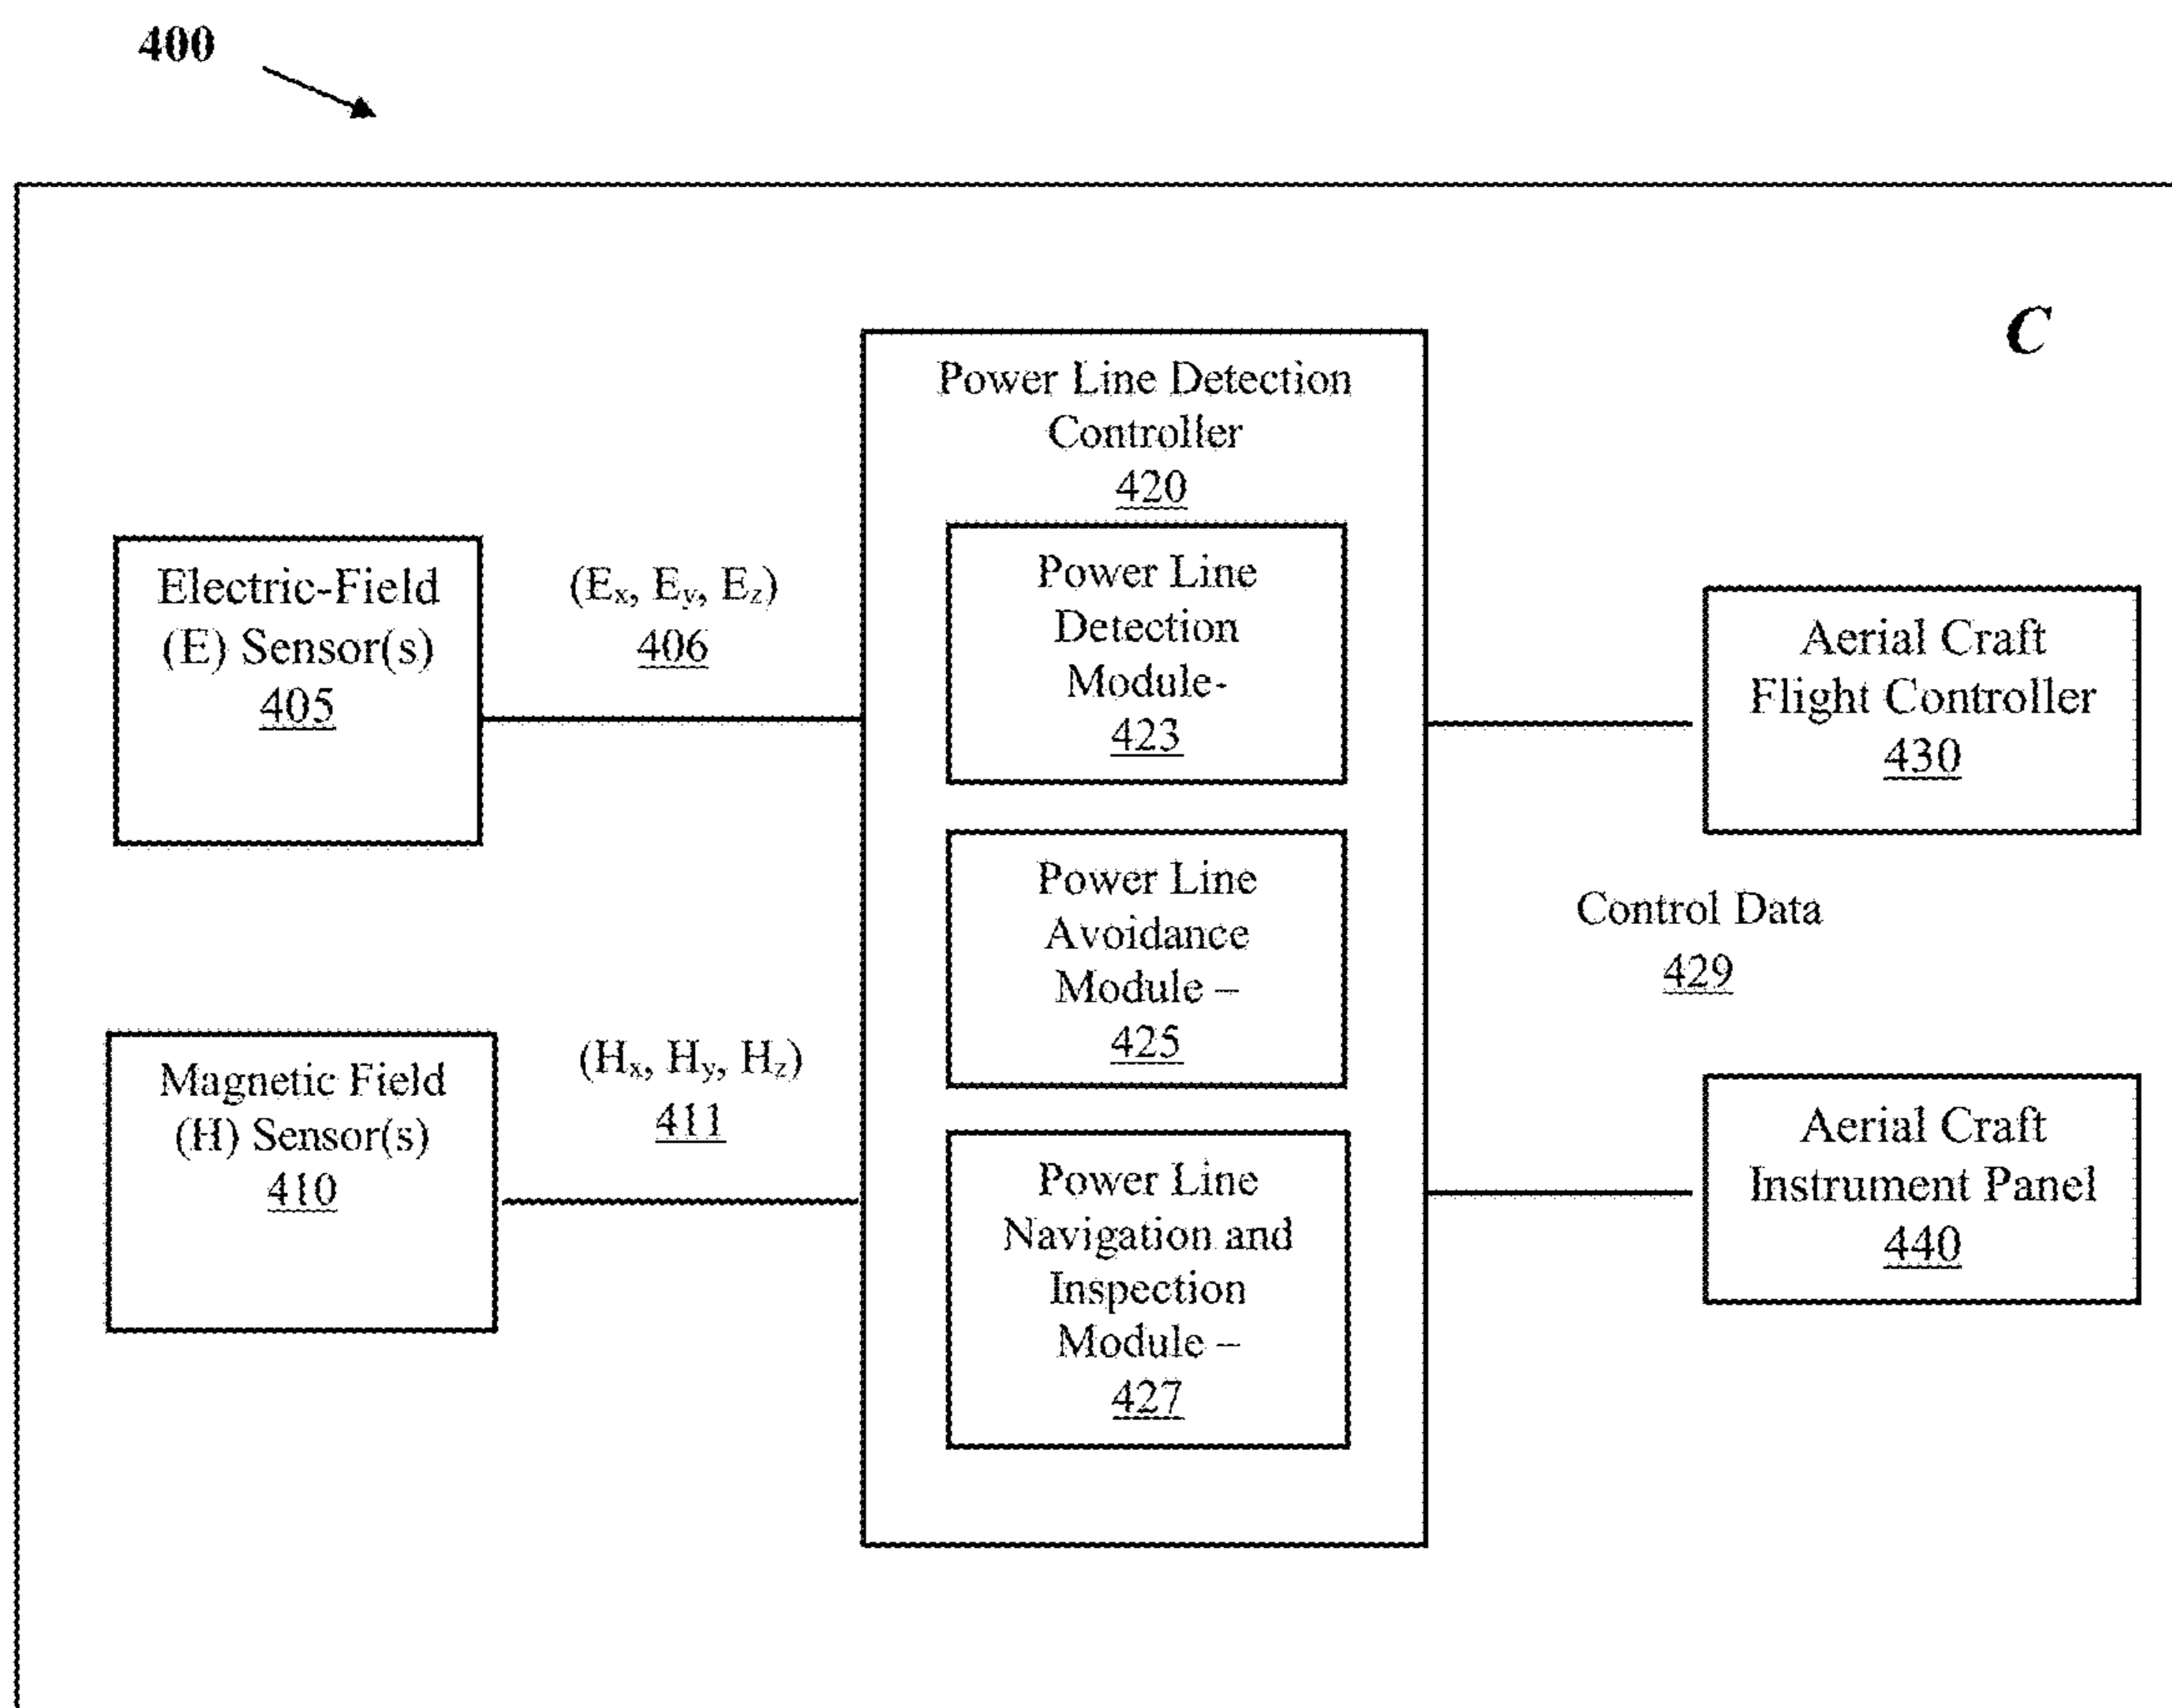 400
C
Power Line Detection
Controller
420
Electric-Field
(E) Sensor(s)
405
(Ex, Ey, Ez)
406
Power Line
Detection
Module-
423
Aerial Craft
Flight Controller
430
Power Line
Avoidance
Module –
425
Control Data
429
Magnetic Field
(H) Sensor(s)
410
(Hx, Hy, Hz)
411
Power Line
Navigation and
Inspection
Module –
427
Aerial Craft
Instrument Panel
440